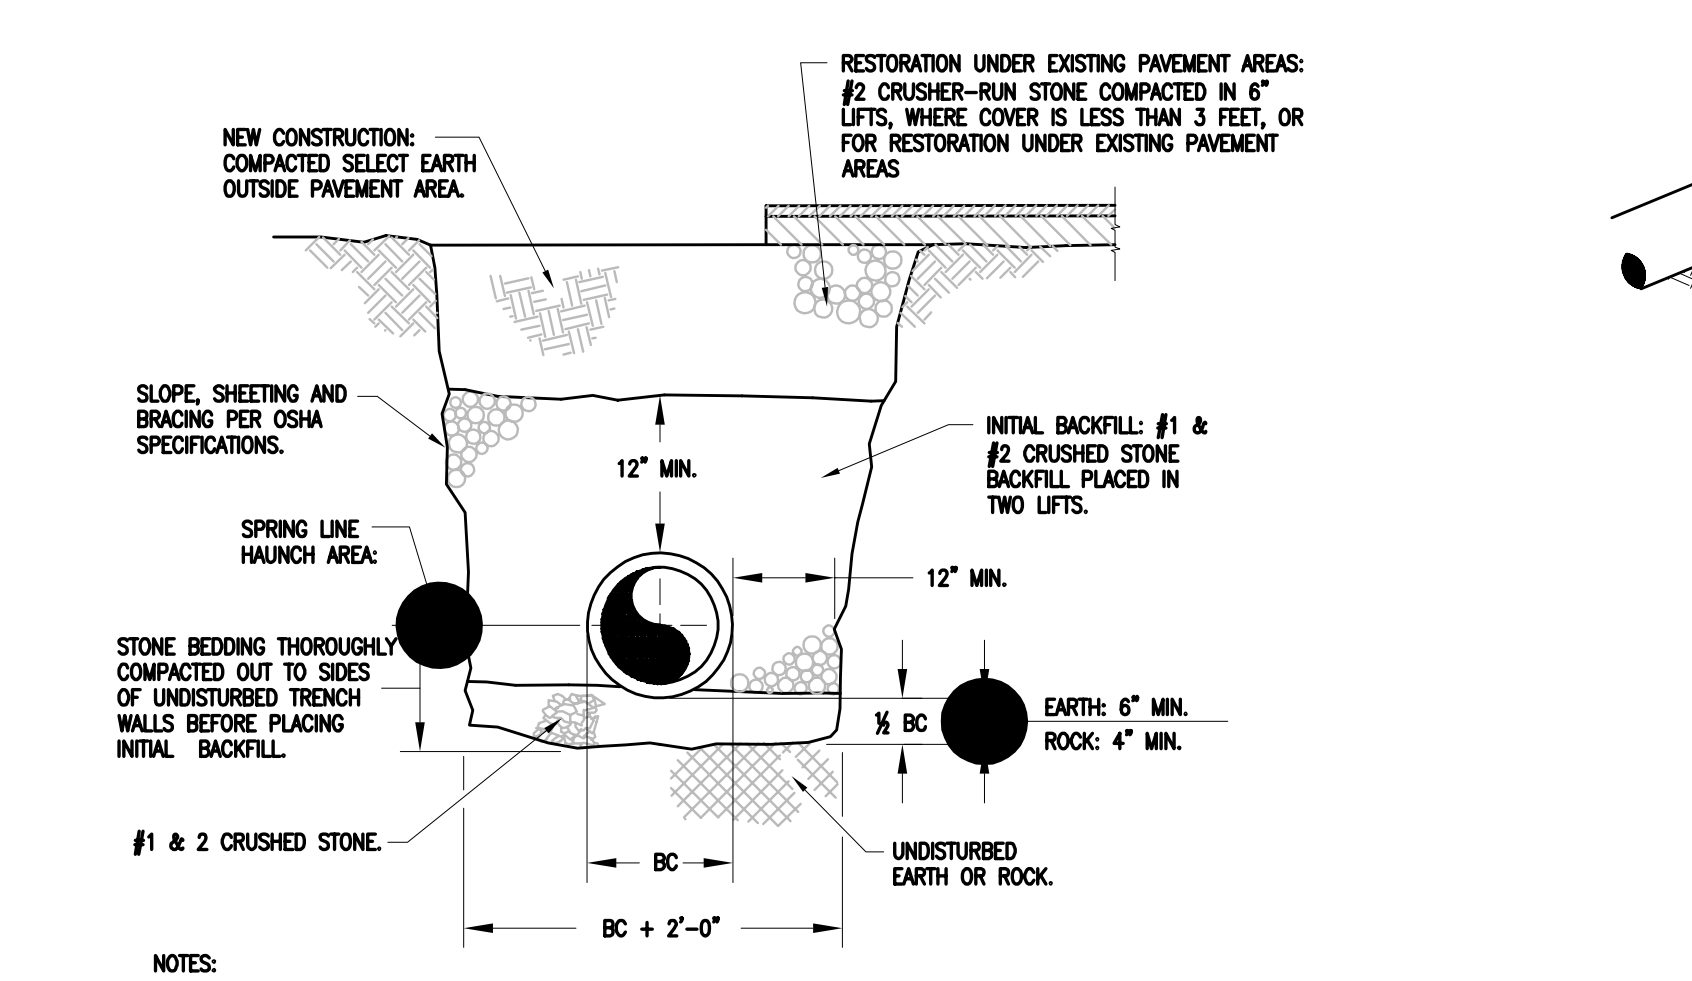 RESTORATION UNDER EXISTING PAVEMENT AREAS:
#2 CRUSHER-RUN STONE COMPACTED IN 6"
LIFTS, WHERE COVER IS LESS THAN 3 FEET, OR
FOR RESTORATION UNDER EXISTING PAVEMENT
AREAS
NEW CONSTRUCTION:
COMPACTED SELECT EARTH
OUTSIDE PAVEMENT AREA.
SLOPE, SHEETING AND
BRACING PER OSHA
SPECIFICATIONS.
INITIAL BACKFILL: #1 &
#2 CRUSHED STONE
BACKFILL PLACED IN
TWO LIFTS.
12" MIN.
SPRING LINE
HAUNCH AREA:
12" MIN.
STONE BEDDING THOROUGHLY
COMPACTED OUT TO SIDES
OF UNDISTURBED TRENCH
WALLS BEFORE PLACING
INITIAL BACKFILL.
½ BC
EARTH: 6" MIN.
ROCK: 4" MIN.
#1 & 2 CRUSHED STONE.
BC
UNDISTURBED
EARTH OR ROCK.
BC + 2'-0"
NOTES: